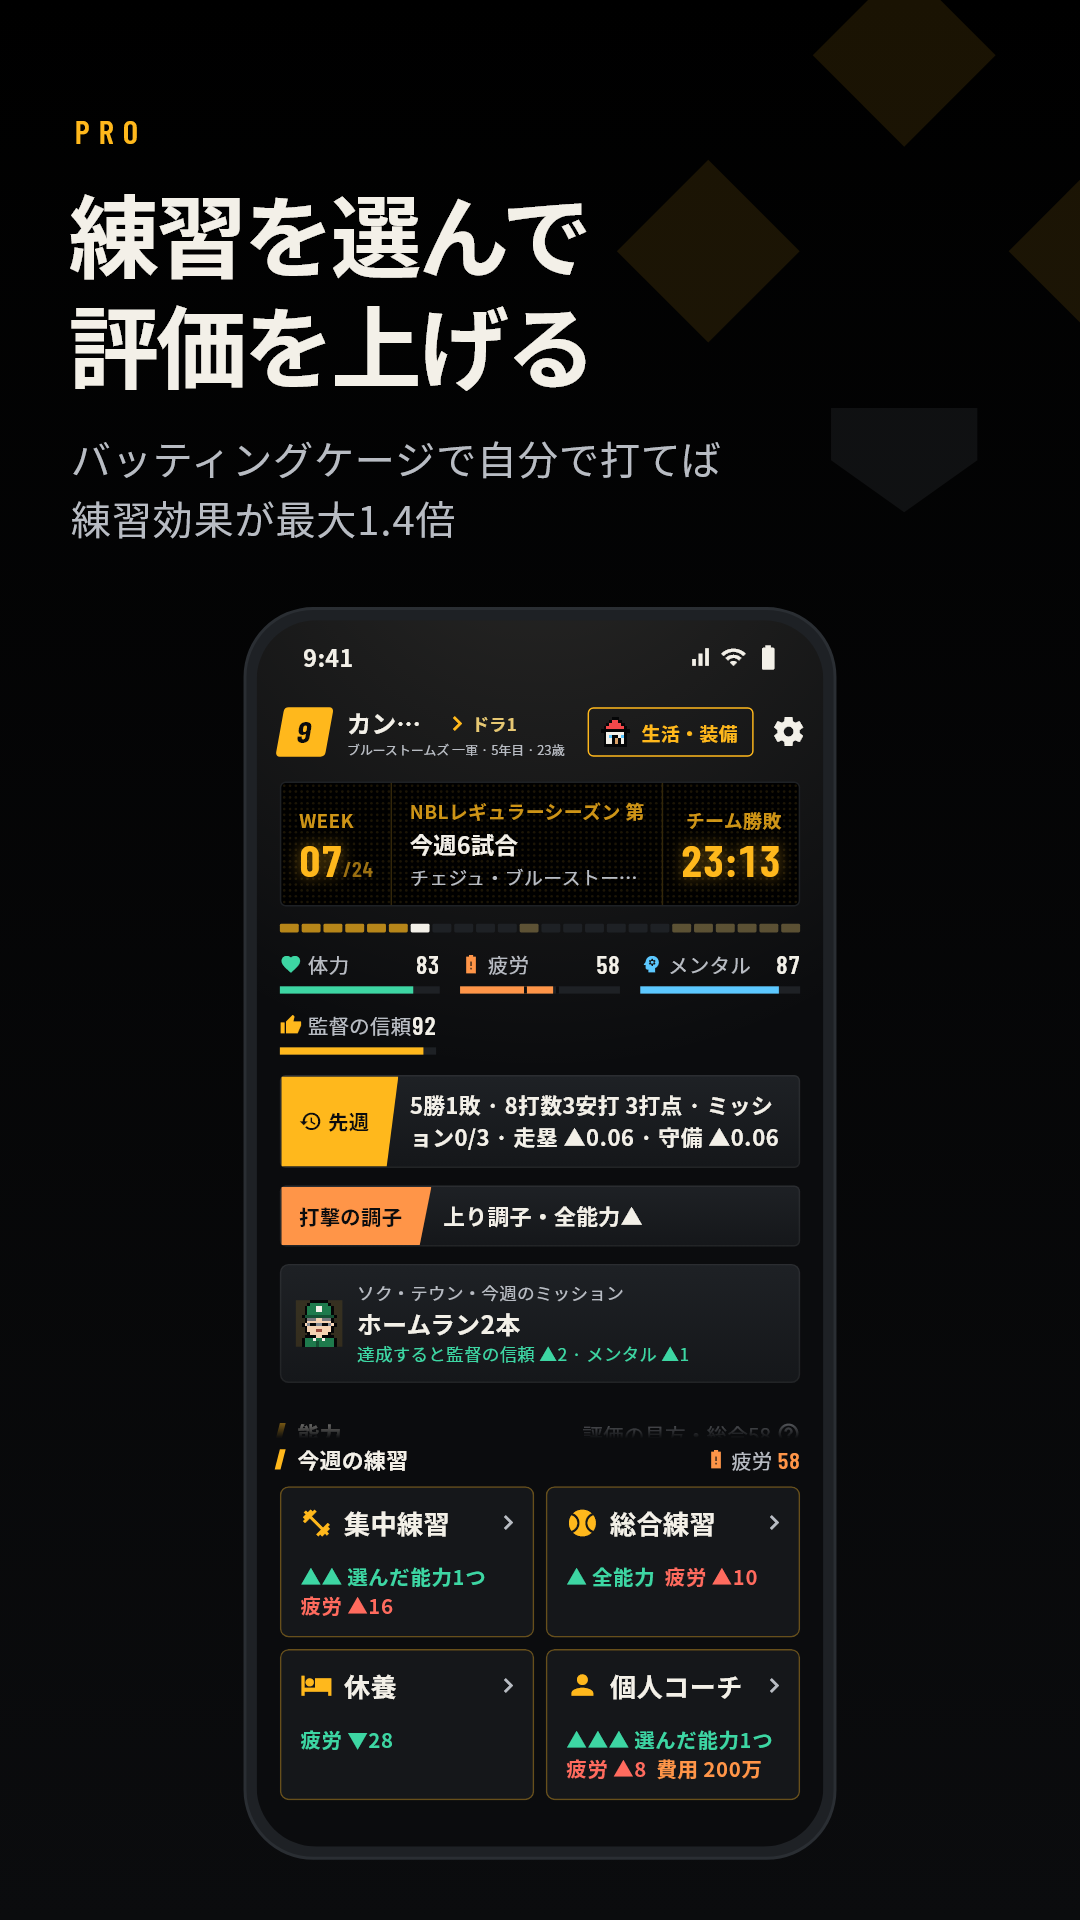 PRO
練習を選んで
評価を上げる
バッティングケージで自分で打てば
練習効果が最大1.4倍
9:41
9
カン… ドラ1
ブルーストームズ 一軍 · 5年目 · 23歳
生活・装備
WEEK
07/24
NBLレギュラーシーズン 第
今週6試合
チェジュ・ブルーストー…
チーム勝敗
23:13
体力 83
疲労 58
メンタル 87
監督の信頼92
先週
5勝1敗 · 8打数3安打 3打点 · ミッシ
ョン0/3 · 走塁 ▲0.06 · 守備 ▲0.06
打撃の調子
上り調子・全能力▲
ソク・テウン・今週のミッション
ホームラン2本
達成すると監督の信頼 ▲2 · メンタル ▲1
能力 評価の見方・総合58
今週の練習 疲労 58
集中練習
▲▲ 選んだ能力1つ
疲労 ▲16
総合練習
▲ 全能力 疲労 ▲10
休養
疲労 ▼28
個人コーチ
▲▲▲ 選んだ能力1つ
疲労 ▲8 費用 200万